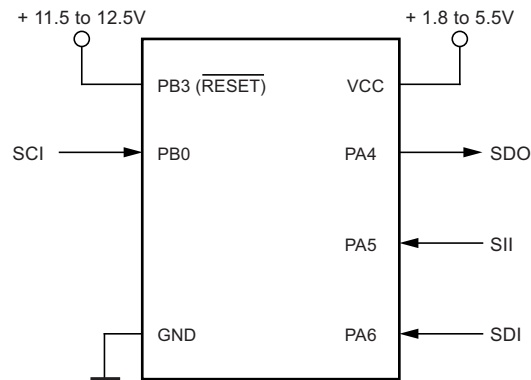 + 11.5 to 12.5V
+ 1.8 to 5.5V
PB3 (RESET)
VCC
SCI
PB0
PA4
SDO
PA5
SII
GND
PA6
SDI